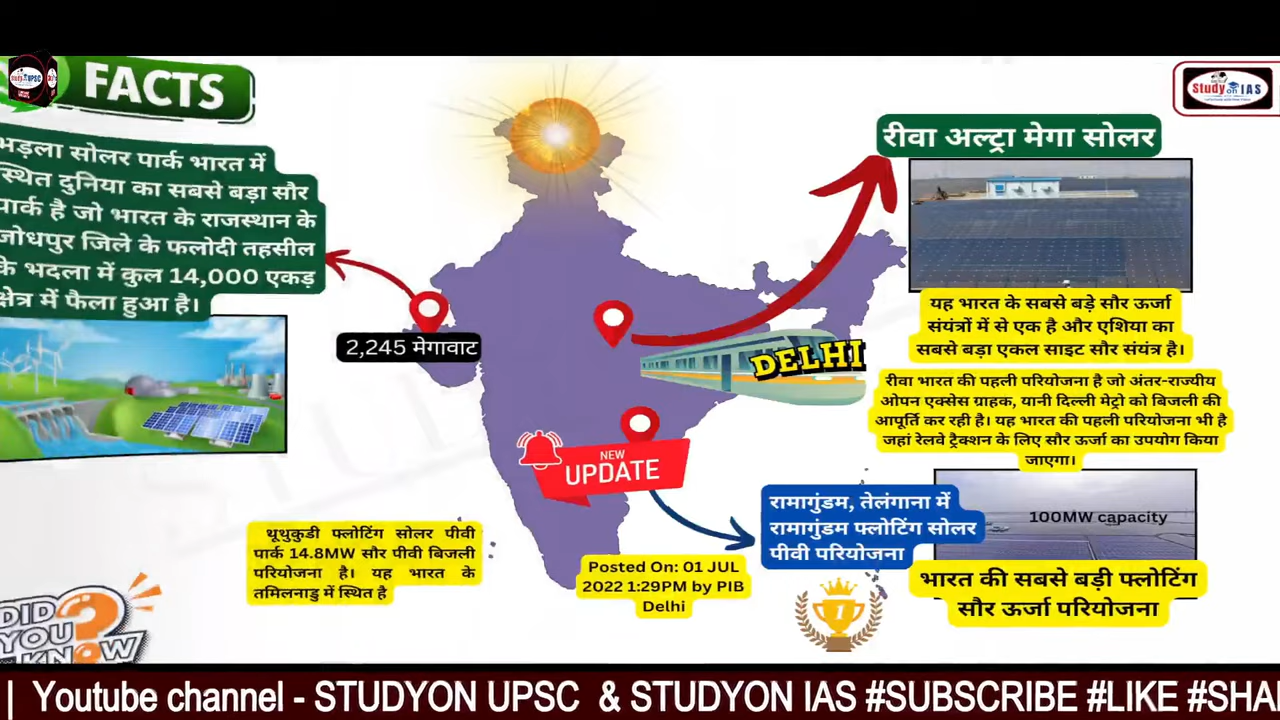 FACTS
भड़ला सोलर पार्क भारत में
स्थित दुनिया का सबसे बड़ा सौर
पार्क है जो भारत के राजस्थान के
जोधपुर जिले के फलोदी तहसील
के भदला में कुल 14,000 एकड़
क्षेत्र में फैला हुआ है।
2,245 मेगावाट
Study on IAS
रीवा अल्ट्रा मेगा सोलर
यह भारत के सबसे बड़े सौर ऊर्जा
संयंत्रों में से एक है और एशिया का
सबसे बड़ा एकल साइट सौर संयंत्र है।
DELHI
रीवा भारत की पहली परियोजना है जो अंतर-राज्यीय
ओपन एक्सेस ग्राहक, यानी दिल्ली मेट्रो को बिजली की
आपूर्ति कर रही है। यह भारत की पहली परियोजना भी है
जहां रेलवे ट्रैक्शन के लिए सौर ऊर्जा का उपयोग किया
जाएगा।
NEW
UPDATE
रामागुंडम, तेलंगाना में
रामागुंडम फ्लोटिंग सोलर
पीवी परियोजना
100MW capacity
भारत की सबसे बड़ी फ्लोटिंग
सौर ऊर्जा परियोजना
थूथुकुडी फ्लोटिंग सोलर पीवी
पार्क 14.8MW सौर पीवी बिजली
परियोजना है। यह भारत के
तमिलनाडु में स्थित है
Posted On: 01 JUL
2022 1:29PM by PIB
Delhi
1
DID
YOU
KNOW
| Youtube channel - STUDYON UPSC & STUDYON IAS #SUBSCRIBE #LIKE #SHA